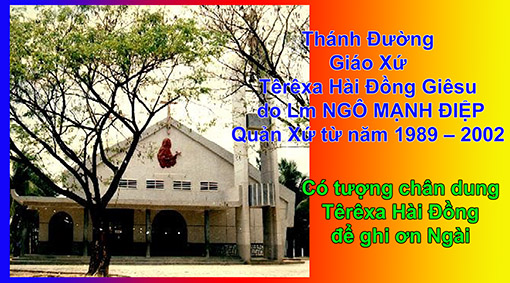 Thánh Đường
Giáo Xứ
Têrêxa Hài Đồng Giêsu
do Lm NGÔ MẠNH ĐIỆP
Quản Xứ từ năm 1989 – 2002
Có tượng chân dung
Têrêxa Hài Đồng
để ghi ơn Ngài